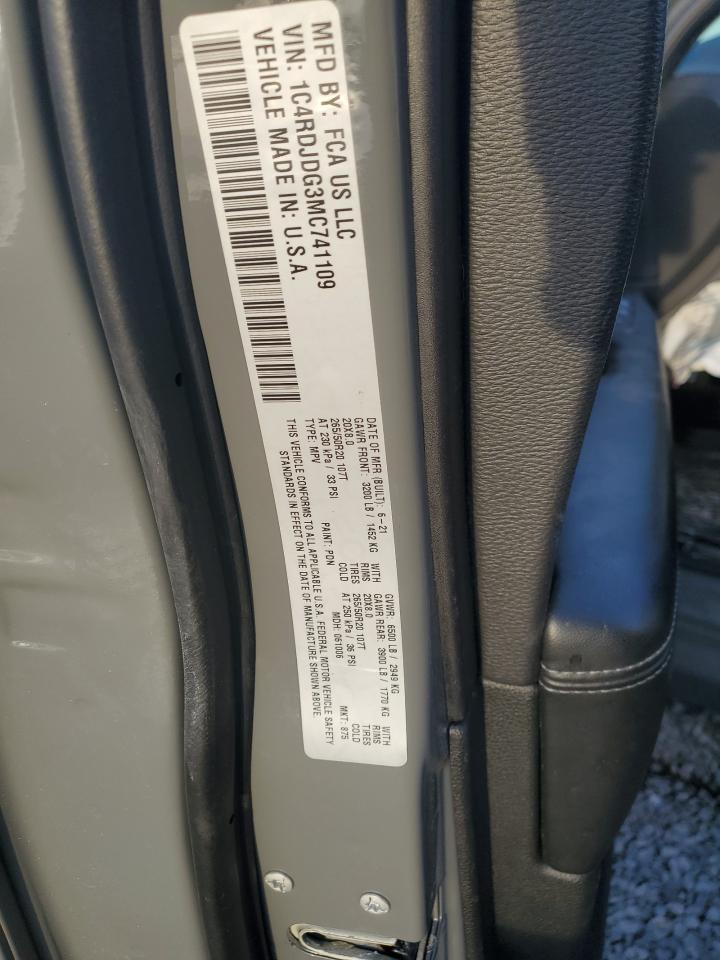 MFD BY: FCA US LLC
VIN: 1C4RDJDG3MC741109
VEHICLE MADE IN: U.S.A.
DATE OF MFR (BUILT): 6-21 GVWR: 6500 LB / 2949 KG
GAWR FRONT: 3200 LB / 1452 KG WITH GAWR REAR: 3900 LB / 1770 KG WITH
20X8.0 RIMS 20X8.0 RIMS
265/50R20 107T TIRES 265/50R20 107T TIRES
AT 230 kPa / 33 PSI COLD AT 250 kPa / 36 PSI COLD
TYPE: MPV PAINT: PDN MDH: 061006 MKT: 875
THIS VEHICLE CONFORMS TO ALL APPLICABLE U.S.A. FEDERAL MOTOR VEHICLE SAFETY
STANDARDS IN EFFECT ON THE DATE OF MANUFACTURE SHOWN ABOVE.